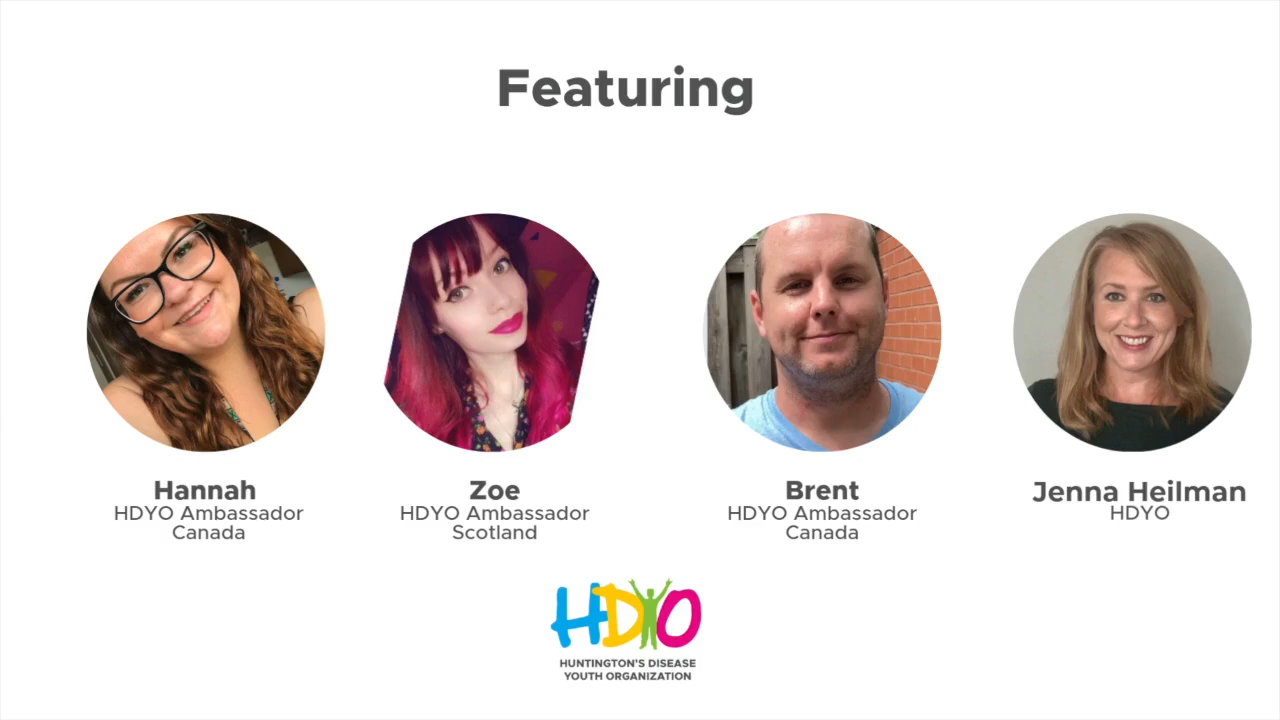 Featuring
Hannah
HDYO Ambassador
Canada
Zoe
HDYO Ambassador
Scotland
Brent
HDYO Ambassador
Canada
Jenna Heilman
HDYO
HDYO
HUNTINGTON'S DISEASE
YOUTH ORGANIZATION